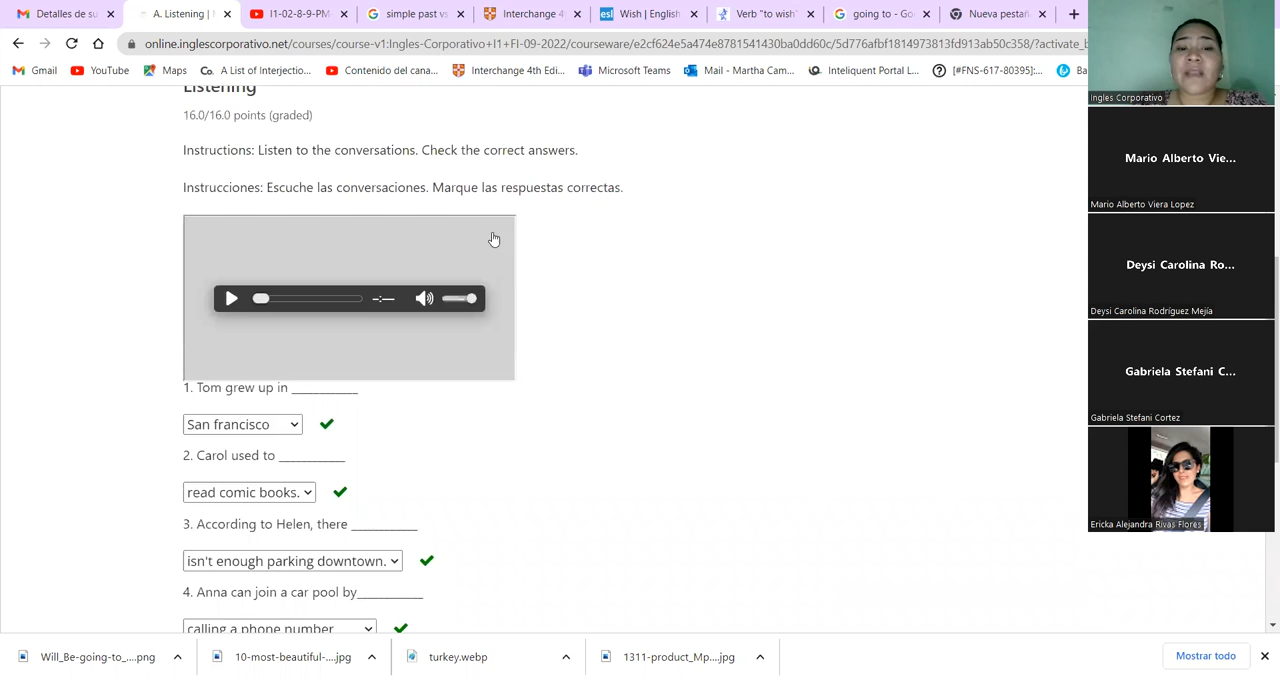 Detalles de su
A. Listening |
I1-02-8-9-PM-
simple past vs
Interchange 4
Wish | English
Verb "to wish"
going to - Go
Nueva pestañ
online.inglescorporativo.net/courses/course-v1:Ingles-Corporativo+I1+FI-09-2022/courseware/e2cf624e5a474e8781541430ba0dd60c/5d776afbf1814973813fd913ab50c358/?activate_b
Gmail
YouTube
Maps
A List of Interjectio...
Contenido del cana...
Interchange 4th Edi...
Microsoft Teams
Mail - Martha Cam...
Inteliquent Portal L...
[#FNS-617-80395]:...
Ba
Listening
16.0/16.0 points (graded)
Instructions: Listen to the conversations. Check the correct answers.
Instrucciones: Escuche las conversaciones. Marque las respuestas correctas.
-:--
1. Tom grew up in ___________
San francisco
2. Carol used to ___________
read comic books.
3. According to Helen, there ___________
isn't enough parking downtown.
4. Anna can join a car pool by___________
calling a phone number
Ingles Corporativo
Mario Alberto Vie...
Mario Alberto Viera Lopez
Deysi Carolina Ro...
Deysi Carolina Rodríguez Mejía
Gabriela Stefani C...
Gabriela Stefani Cortez
Ericka Alejandra Rivas Flores
Will_Be-going-to_....png
10-most-beautiful-....jpg
turkey.webp
1311-product_Mp....jpg
Mostrar todo